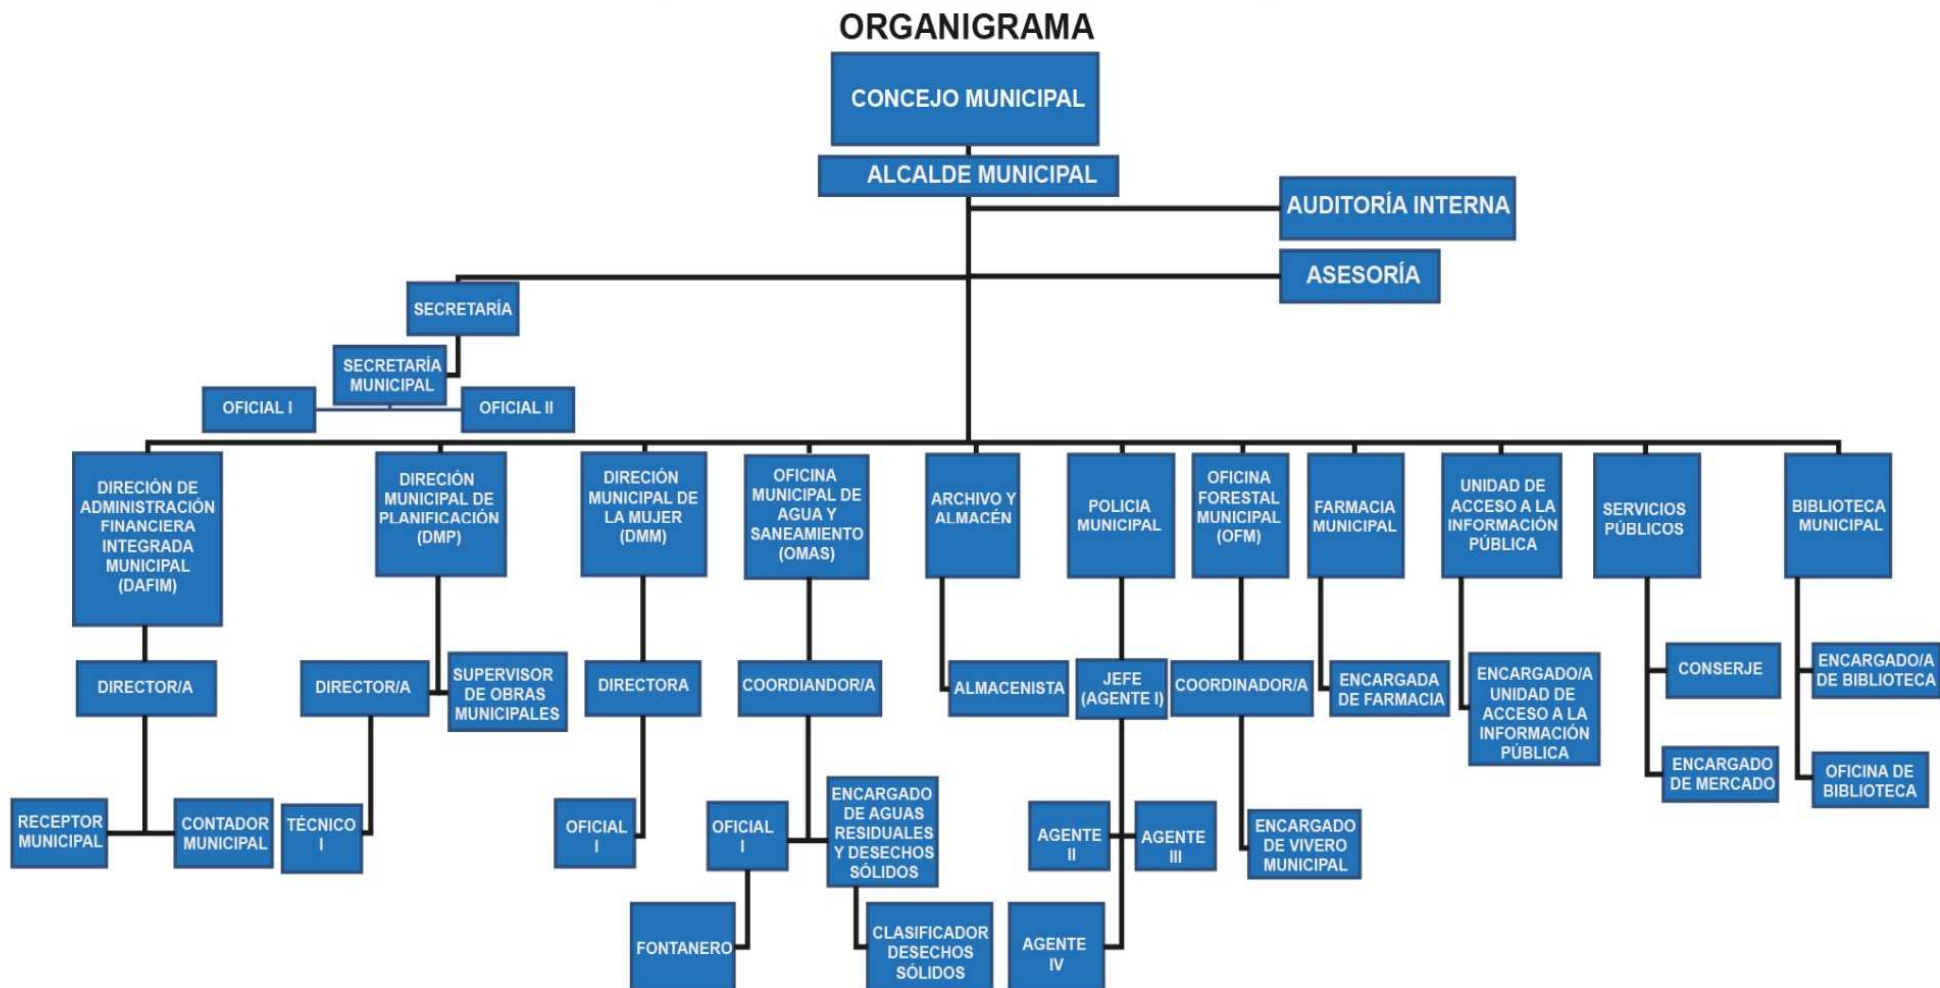 ORGANIGRAMA
CONCEJO MUNICIPAL
ALCALDE MUNICIPAL
AUDITORÍA INTERNA
ASESORÍA
SECRETARÍA
SECRETARÍA
MUNICIPAL
OFICIAL I
OFICIAL II
DIRECIÓN DE
ADMINISTRACIÓN
FINANCIERA
INTEGRADA
MUNICIPAL
(DAFIM)
DIRECIÓN
MUNICIPAL DE
PLANIFICACIÓN
(DMP)
DIRECIÓN
MUNICIPAL DE
LA MUJER (DMM)
OFICINA
MUNICIPAL DE
AGUA Y
SANEAMIENTO
(OMAS)
ARCHIVO Y
ALMACÉN
POLICIA
MUNICIPAL
OFICINA
FORESTAL
MUNICIPAL
(OFM)
FARMACIA
MUNICIPAL
UNIDAD DE
ACCESO A LA
INFORMACIÓN
PÚBLICA
SERVICIOS
PÚBLICOS
BIBLIOTECA
MUNICIPAL
DIRECTOR/A
DIRECTOR/A
SUPERVISOR
DE OBRAS
MUNICIPALES
DIRECTORA
COORDIANDOR/A
ALMACENISTA
JEFE
(AGENTE I)
COORDINADOR/A
ENCARGADA
DE FARMACIA
ENCARGADO/A
UNIDAD DE
ACCESO A LA
INFORMACIÓN
PÚBLICA
CONSERJE
ENCARGADO/A
DE BIBLIOTECA
RECEPTOR
MUNICIPAL
CONTADOR
MUNICIPAL
TÉCNICO
I
OFICIAL
I
OFICIAL
I
ENCARGADO
DE AGUAS
RESIDUALES
Y DESECHOS
SÓLIDOS
AGENTE
II
AGENTE
III
ENCARGADO
DE VIVERO
MUNICIPAL
ENCARGADO
DE MERCADO
OFICINA DE
BIBLIOTECA
FONTANERO
CLASIFICADOR
DESECHOS
SÓLIDOS
AGENTE
IV